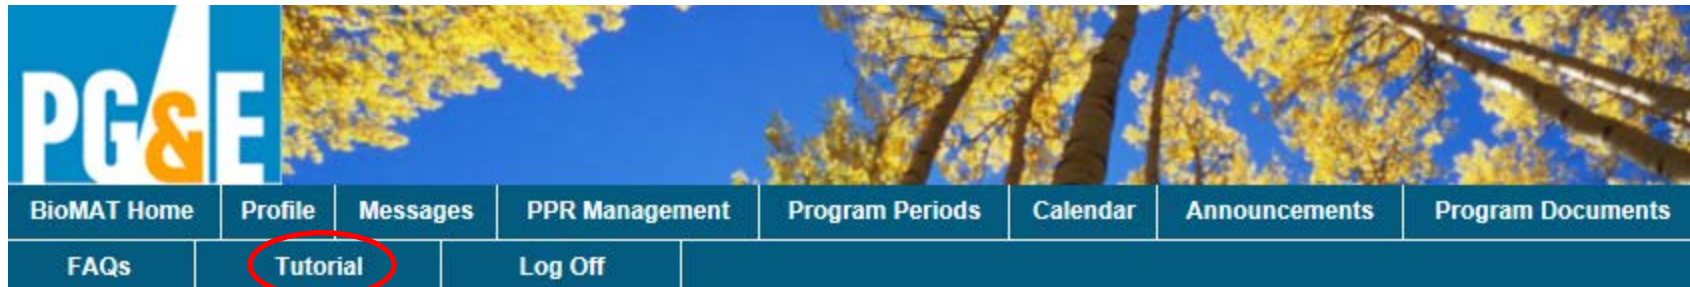 PG&E
BioMAT Home Profile Messages PPR Management Program Periods Calendar Announcements Program Documents
FAQs Tutorial Log Off